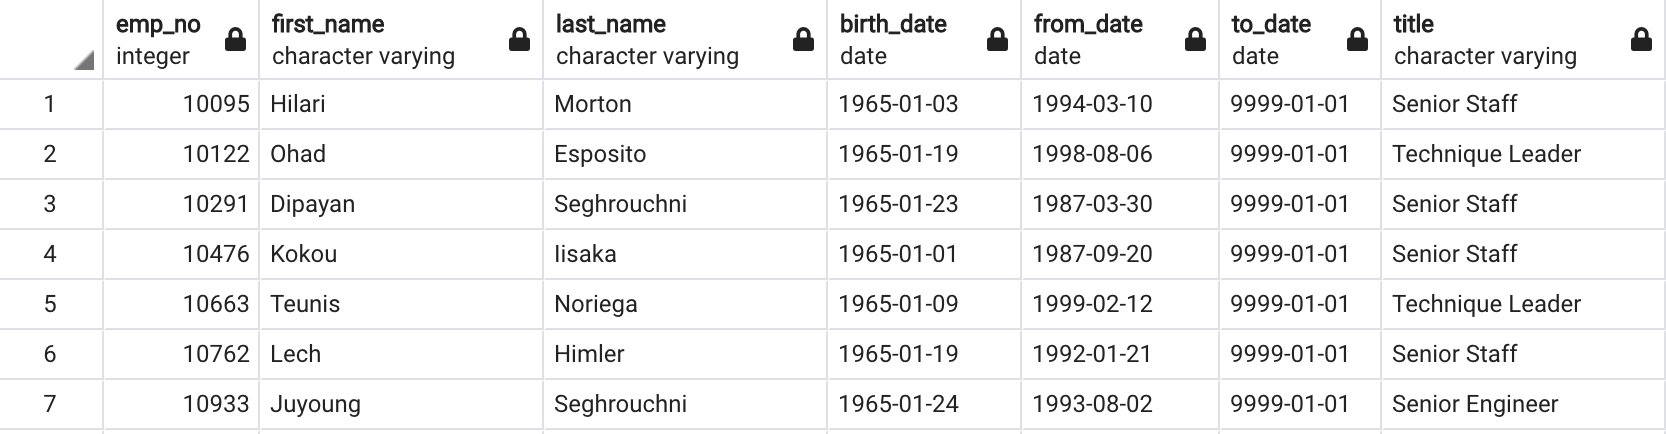 emp_no first_name last_name birth_date from_date to_date title
integer character varying character varying date date date character varying
1 10095 Hilari Morton 1965-01-03 1994-03-10 9999-01-01 Senior Staff
2 10122 Ohad Esposito 1965-01-19 1998-08-06 9999-01-01 Technique Leader
3 10291 Dipayan Seghrouchni 1965-01-23 1987-03-30 9999-01-01 Senior Staff
4 10476 Kokou Iisaka 1965-01-01 1987-09-20 9999-01-01 Senior Staff
5 10663 Teunis Noriega 1965-01-09 1999-02-12 9999-01-01 Technique Leader
6 10762 Lech Himler 1965-01-19 1992-01-21 9999-01-01 Senior Staff
7 10933 Juyoung Seghrouchni 1965-01-24 1993-08-02 9999-01-01 Senior Engineer